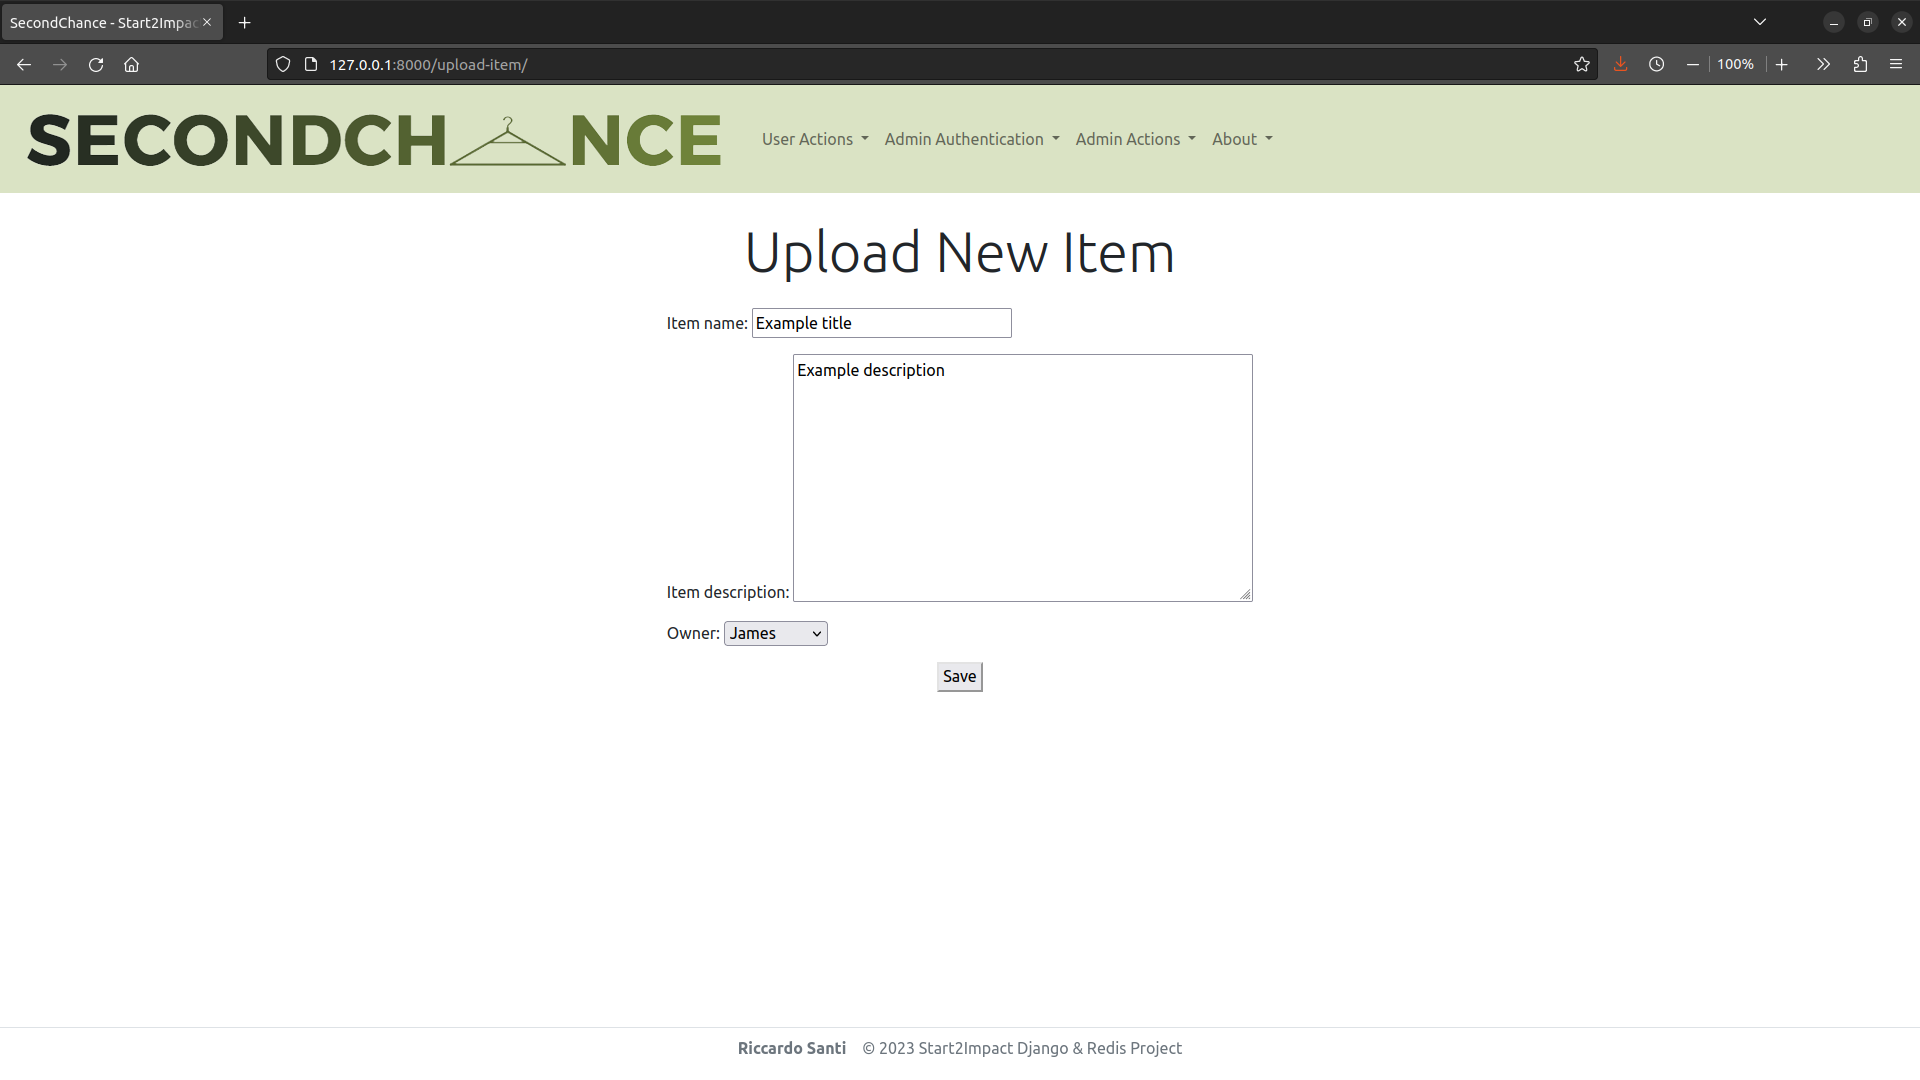 SecondChance - Start2Impac
127.0.0.1:8000/upload-item/
100%
SECONDCH NCE
User Actions
Admin Authentication
Admin Actions
About
Upload New Item
Item name: Example title
Example description
Item description:
Owner: James
Save
Riccardo Santi © 2023 Start2Impact Django & Redis Project